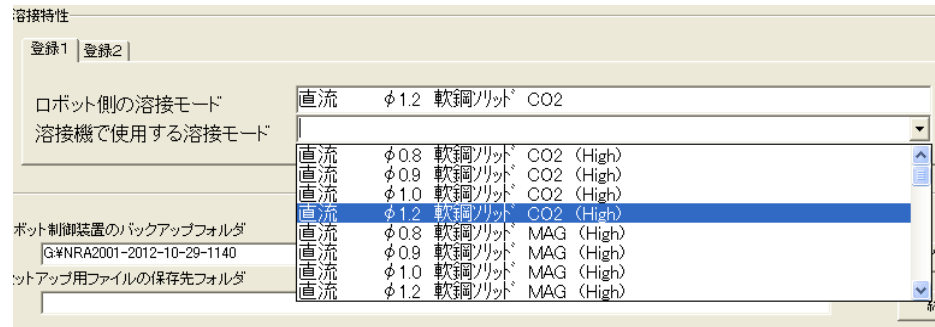 溶接特性
登録1 登録2
ロボット側の溶接モード 直流 φ1.2 軟鋼ソリッド CO2
溶接機で使用する溶接モード
直流 φ0.8 軟鋼ソリッド CO2 (High)
直流 φ0.9 軟鋼ソリッド CO2 (High)
直流 φ1.0 軟鋼ソリッド CO2 (High)
直流 φ1.2 軟鋼ソリッド CO2 (High)
直流 φ0.8 軟鋼ソリッド MAG (High)
直流 φ0.9 軟鋼ソリッド MAG (High)
直流 φ1.0 軟鋼ソリッド MAG (High)
直流 φ1.2 軟鋼ソリッド MAG (High)
ボット制御装置のバックアップフォルダ
G:¥NRA2001-2012-10-29-1140
ットアップ用ファイルの保存先フォルダ